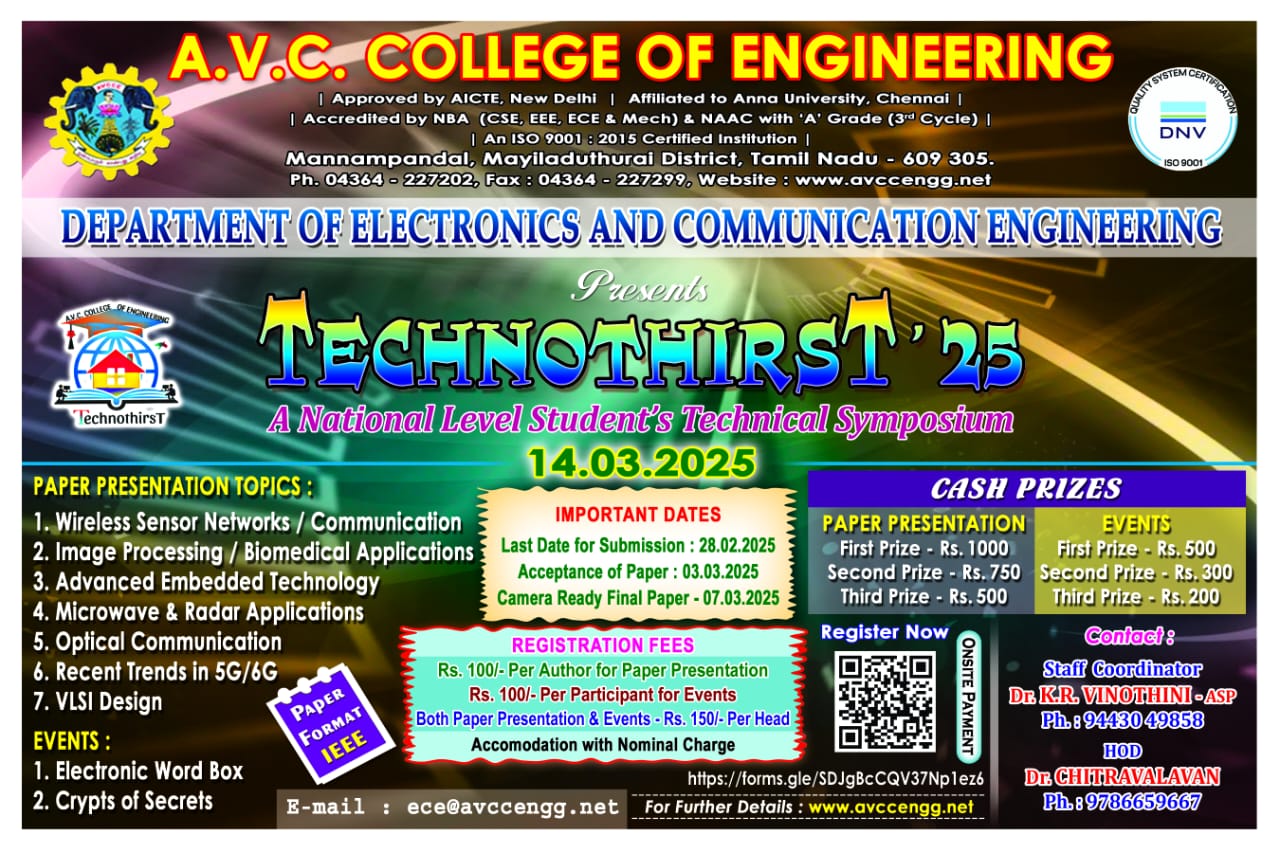 A.V.C. COLLEGE OF ENGINEERING
| Approved by AICTE, New Delhi | Affiliated to Anna University, Chennai |
| Accredited by NBA (CSE, EEE, ECE & Mech) & NAAC with ‘A’ Grade (3rd Cycle) |
| An ISO 9001 : 2015 Certified Institution |
Mannampandal, Mayiladuthurai District, Tamil Nadu - 609 305.
Ph. 04364 - 227202, Fax : 04364 - 227299, Website : www.avccengg.net
A.V.C.C.E
QUALITY SYSTEM CERTIFICATION
DNV
ISO 9001
DEPARTMENT OF ELECTRONICS AND COMMUNICATION ENGINEERING
Presents
A.V.C. COLLEGE OF ENGINEERING
TechnothirsT
TECHNOTHIRST’ 25
A National Level Student’s Technical Symposium
14.03.2025
PAPER PRESENTATION TOPICS :
1. Wireless Sensor Networks / Communication
2. Image Processing / Biomedical Applications
3. Advanced Embedded Technology
4. Microwave & Radar Applications
5. Optical Communication
6. Recent Trends in 5G/6G
7. VLSI Design
EVENTS :
1. Electronic Word Box
2. Crypts of Secrets
PAPER
FORMAT
IEEE
IMPORTANT DATES
Last Date for Submission : 28.02.2025
Acceptance of Paper : 03.03.2025
Camera Ready Final Paper - 07.03.2025
REGISTRATION FEES
Rs. 100/- Per Author for Paper Presentation
Rs. 100/- Per Participant for Events
Both Paper Presentation & Events - Rs. 150/- Per Head
Accomodation with Nominal Charge
CASH PRIZES
PAPER PRESENTATION
First Prize - Rs. 1000
Second Prize - Rs. 750
Third Prize - Rs. 500
EVENTS
First Prize - Rs. 500
Second Prize - Rs. 300
Third Prize - Rs. 200
Register Now
ONSITE PAYMENT
https://forms.gle/SDJgBcCQV37Np1ez6
Contact :
Staff Coordinator
Dr. K.R. VINOTHINI - ASP
Ph. : 94430 49858
HOD
Dr. CHITRAVALAVAN
Ph. : 9786659667
E-mail : ece@avccengg.net
For Further Details : www.avccengg.net